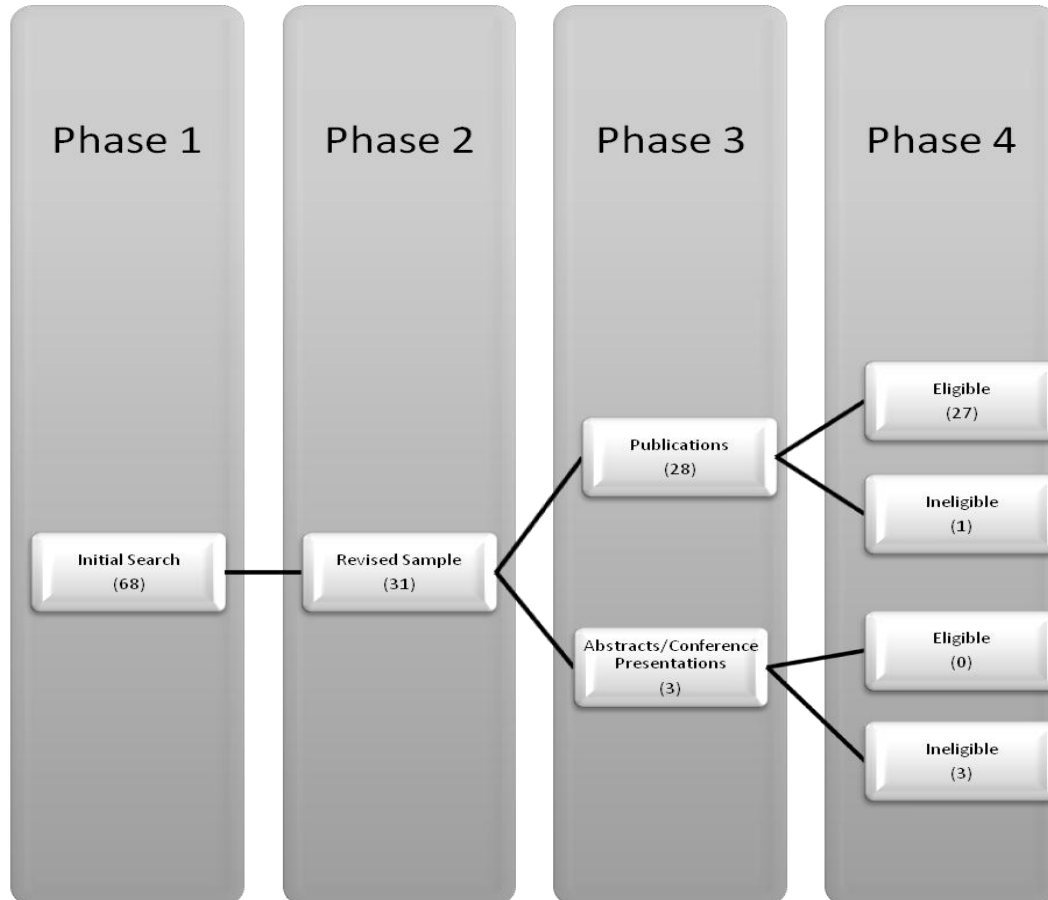 Phase 1
Phase 2
Phase 3
Phase 4
Initial Search
(68)
Revised Sample
(31)
Publications
(28)
Abstracts/Conference
Presentations
(3)
Eligible
(27)
Ineligible
(1)
Eligible
(0)
Ineligible
(3)